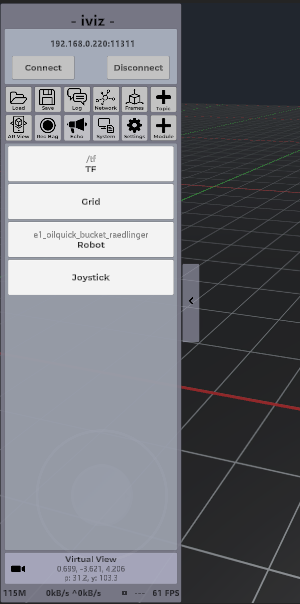 - iviz -
192.168.0.220:11311
Connect Disconnect
Load Save Log Network Frames Topic
AR View Ros Bag Echo System Settings Module
/tf
TF
Grid
e1_oilquick_bucket_raedlinger
Robot
Joystick
Virtual View
0.699, -3.621, 4.206
p: 31.2, y: 103.3
115M 0kB/s ^0kB/s --- 61 FPS